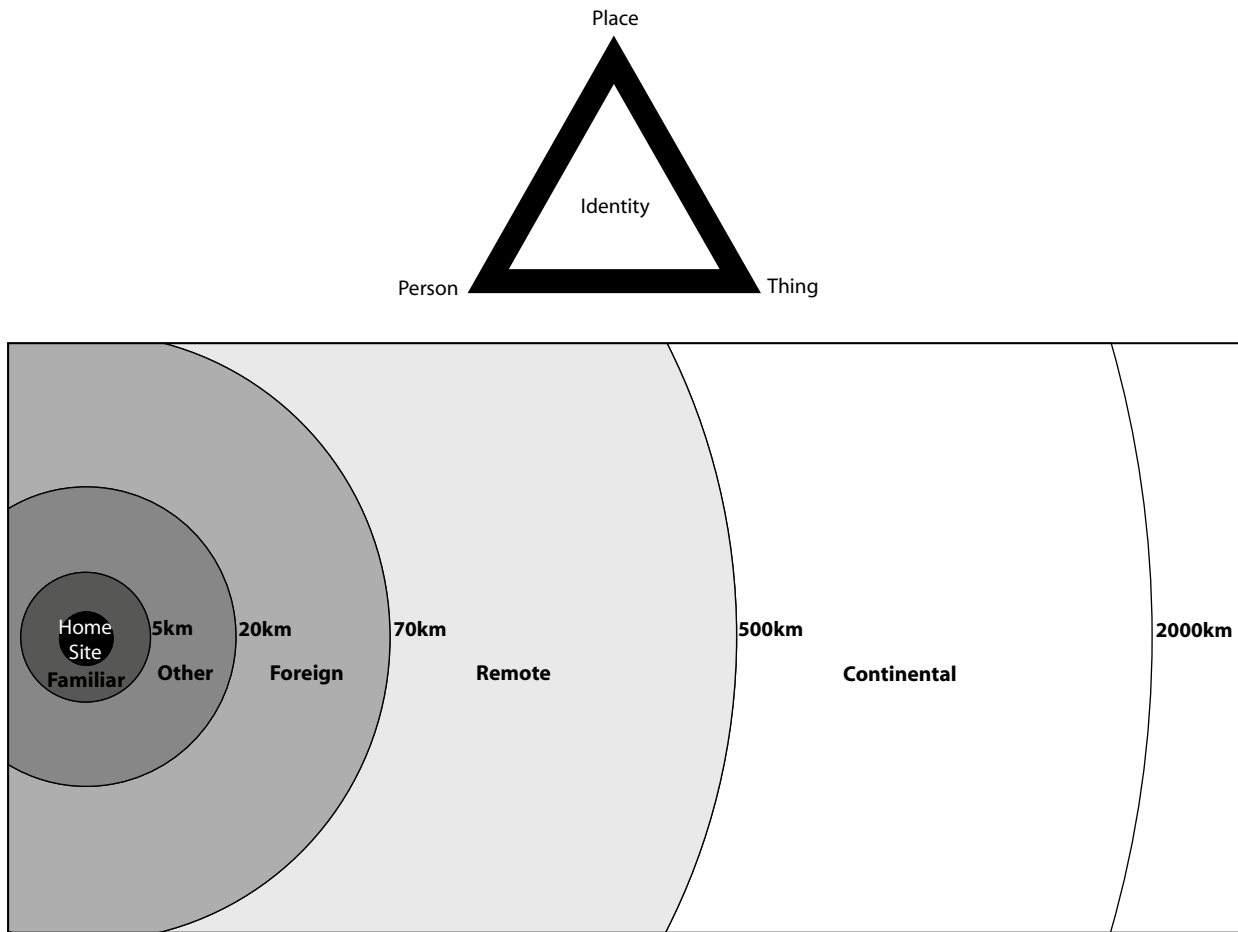 Place
Identity
Person
Thing
Home
Site
5km
20km
70km
500km
2000km
Familiar
Other
Foreign
Remote
Continental